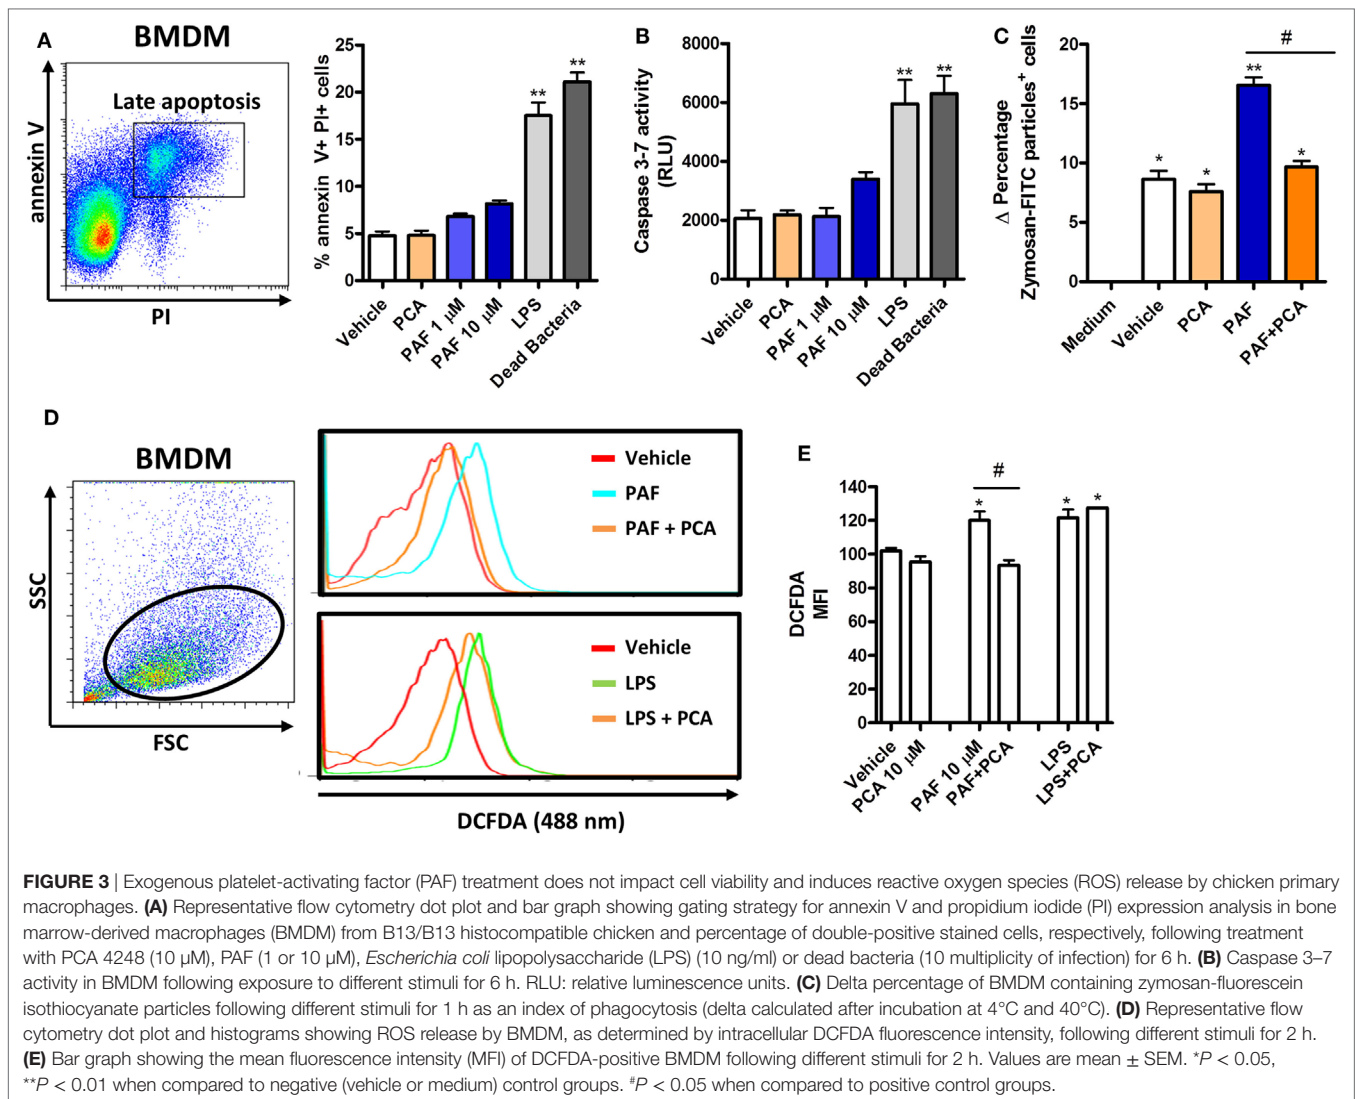 A
BMDM
Late apoptosis
annexin V
PI
% annexin V+ PI+ cells
25
20
15
10
5
0
Vehicle
PCA
PAF 1 µM
PAF 10 µM
LPS
Dead Bacteria
**
**
B
Caspase 3-7 activity
(RLU)
8000
6000
4000
2000
0
Vehicle
PCA
PAF 1 µM
PAF 10 µM
LPS
Dead Bacteria
**
**
C
Δ Percentage
Zymosan-FITC particles+ cells
20
15
10
5
0
Medium
Vehicle
PCA
PAF
PAF+PCA
*
*
**
*
#
D
BMDM
SSC
FSC
Vehicle
PAF
PAF + PCA
Vehicle
LPS
LPS + PCA
DCFDA (488 nm)
E
DCFDA
MFI
140
120
100
80
60
40
20
0
Vehicle
PCA 10 µM
PAF 10 µM
PAF+PCA
LPS
LPS+PCA
*
#
*
*
FIGURE 3 | Exogenous platelet-activating factor (PAF) treatment does not impact cell viability and induces reactive oxygen species (ROS) release by chicken primary
macrophages. (A) Representative flow cytometry dot plot and bar graph showing gating strategy for annexin V and propidium iodide (PI) expression analysis in bone
marrow-derived macrophages (BMDM) from B13/B13 histocompatible chicken and percentage of double-positive stained cells, respectively, following treatment
with PCA 4248 (10 µM), PAF (1 or 10 µM), Escherichia coli lipopolysaccharide (LPS) (10 ng/ml) or dead bacteria (10 multiplicity of infection) for 6 h. (B) Caspase 3–7
activity in BMDM following exposure to different stimuli for 6 h. RLU: relative luminescence units. (C) Delta percentage of BMDM containing zymosan-fluorescein
isothiocyanate particles following different stimuli for 1 h as an index of phagocytosis (delta calculated after incubation at 4°C and 40°C). (D) Representative flow
cytometry dot plot and histograms showing ROS release by BMDM, as determined by intracellular DCFDA fluorescence intensity, following different stimuli for 2 h.
(E) Bar graph showing the mean fluorescence intensity (MFI) of DCFDA-positive BMDM following different stimuli for 2 h. Values are mean ± SEM. *P < 0.05,
**P < 0.01 when compared to negative (vehicle or medium) control groups. #P < 0.05 when compared to positive control groups.